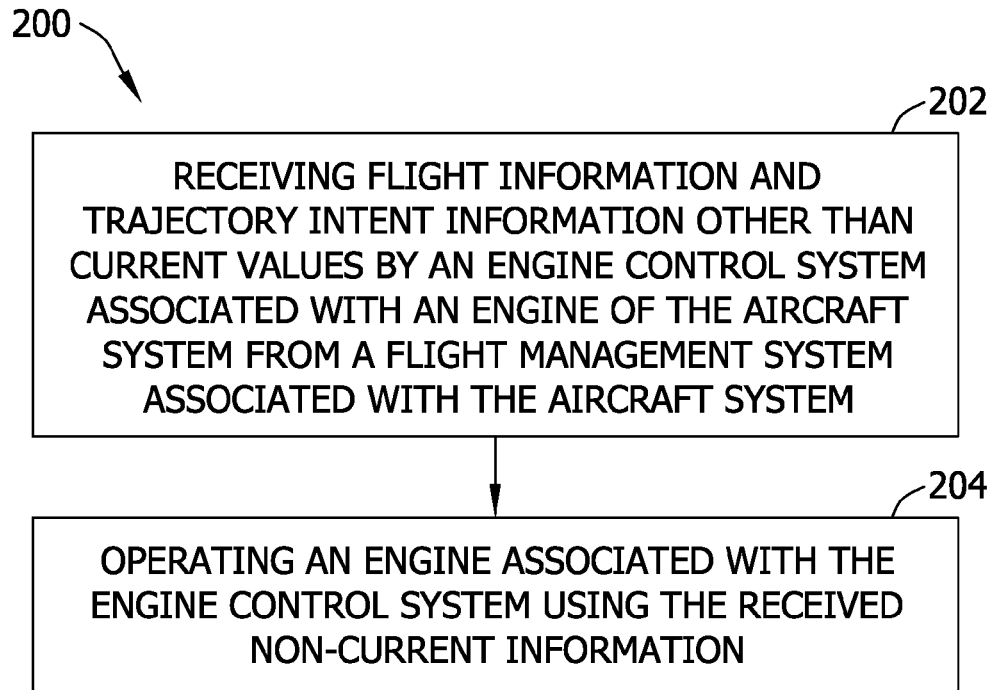 200
202
RECEIVING FLIGHT INFORMATION AND
TRAJECTORY INTENT INFORMATION OTHER THAN
CURRENT VALUES BY AN ENGINE CONTROL SYSTEM
ASSOCIATED WITH AN ENGINE OF THE AIRCRAFT
SYSTEM FROM A FLIGHT MANAGEMENT SYSTEM
ASSOCIATED WITH THE AIRCRAFT SYSTEM
204
OPERATING AN ENGINE ASSOCIATED WITH THE
ENGINE CONTROL SYSTEM USING THE RECEIVED
NON-CURRENT INFORMATION